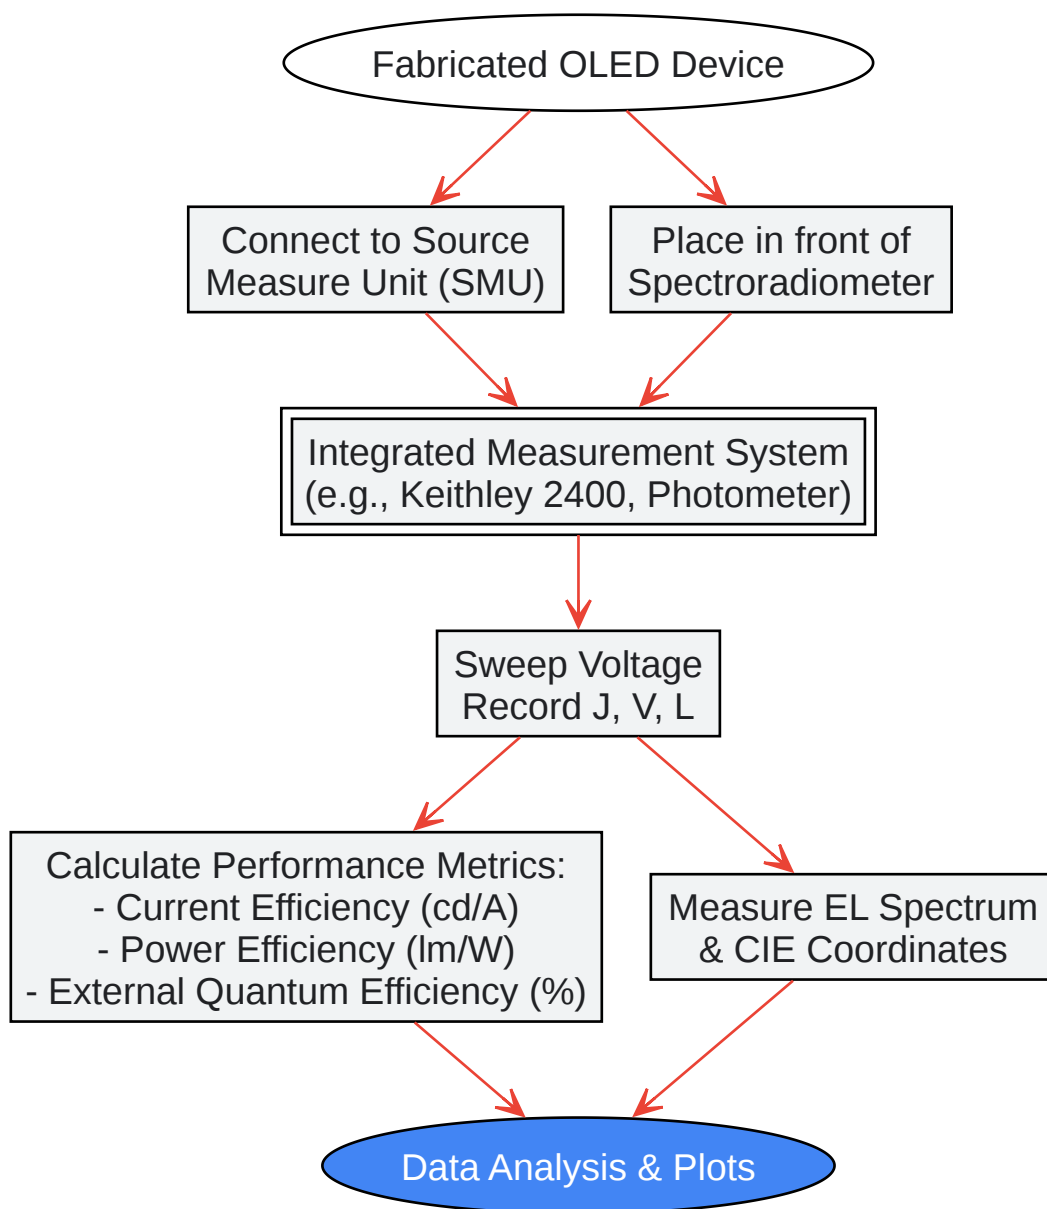 Fabricated OLED Device
Connect to Source
Measure Unit (SMU)
Place in front of
Spectroradiometer
Integrated Measurement System
(e.g., Keithley 2400, Photometer)
Sweep Voltage
Record J, V, L
Calculate Performance Metrics:
- Current Efficiency (cd/A)
- Power Efficiency (lm/W)
- External Quantum Efficiency (%)
Measure EL Spectrum
& CIE Coordinates
Data Analysis & Plots